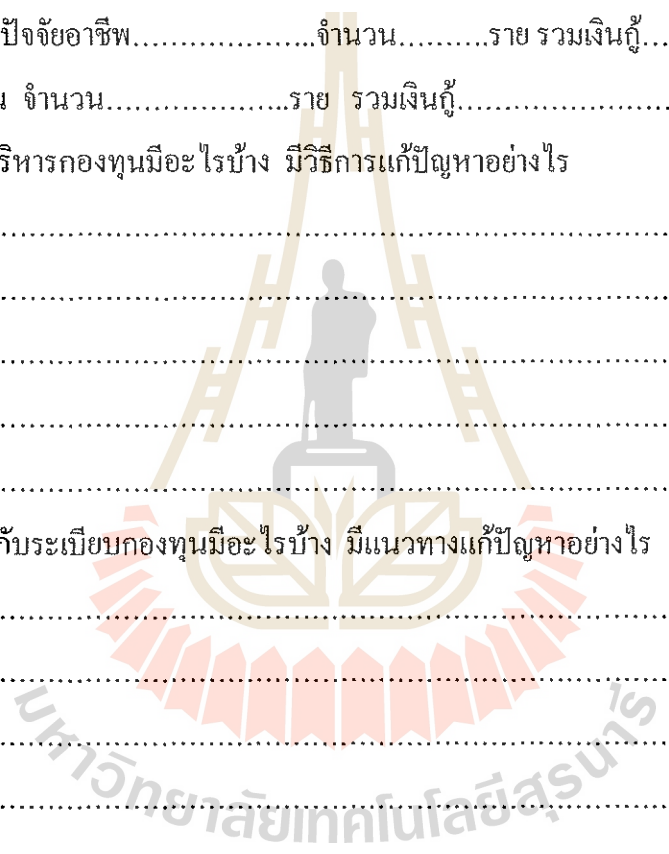 ปัจจัยอาชีพ.....................จำนวน..........ราย รวมเงินกู้...
จำนวน.....................ราย รวมเงินกู้........................
ริหารกองทุนมีอะไรบ้าง มีวิธีการแก้ปัญหาอย่างไร
................................................................................
................................................................................
................................................................................
................................................................................
................................................................................
กับระเบียบกองทุนมีอะไรบ้าง มีแนวทางแก้ปัญหาอย่างไร
................................................................................
................................................................................
................................................................................
................................................................................
มหาวิทยาลัยเทคโนโลยีสุรนารี